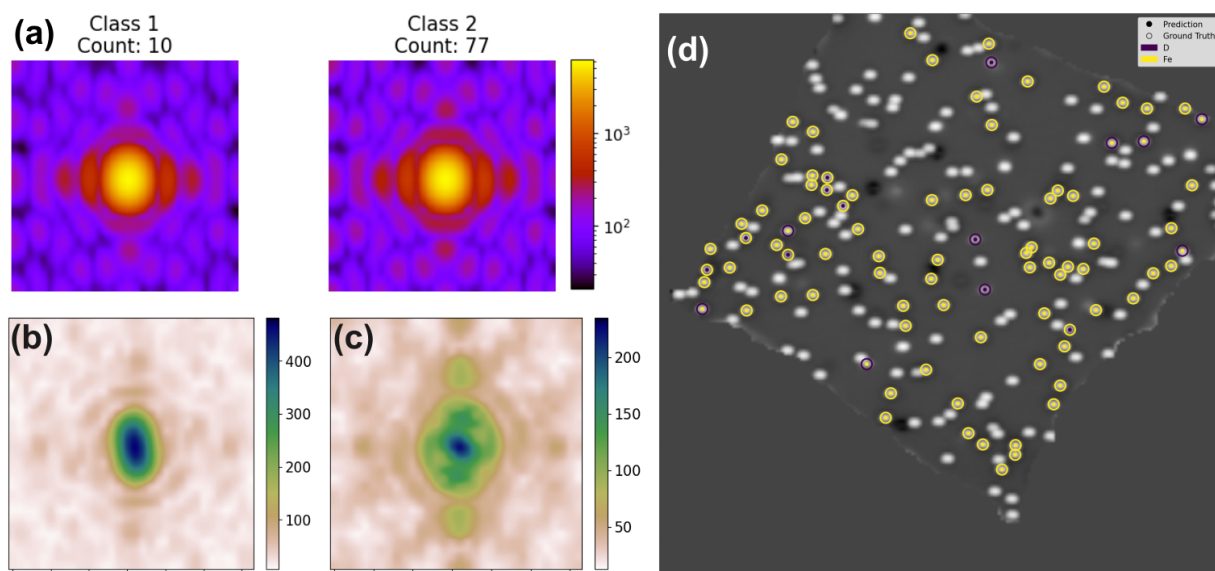 (a)
Class 1
Count: 10
Class 2
Count: 77
10³
10²
(b)
400
300
200
100
(c)
200
150
100
50
(d)
Prediction
Ground Truth
D
Fe